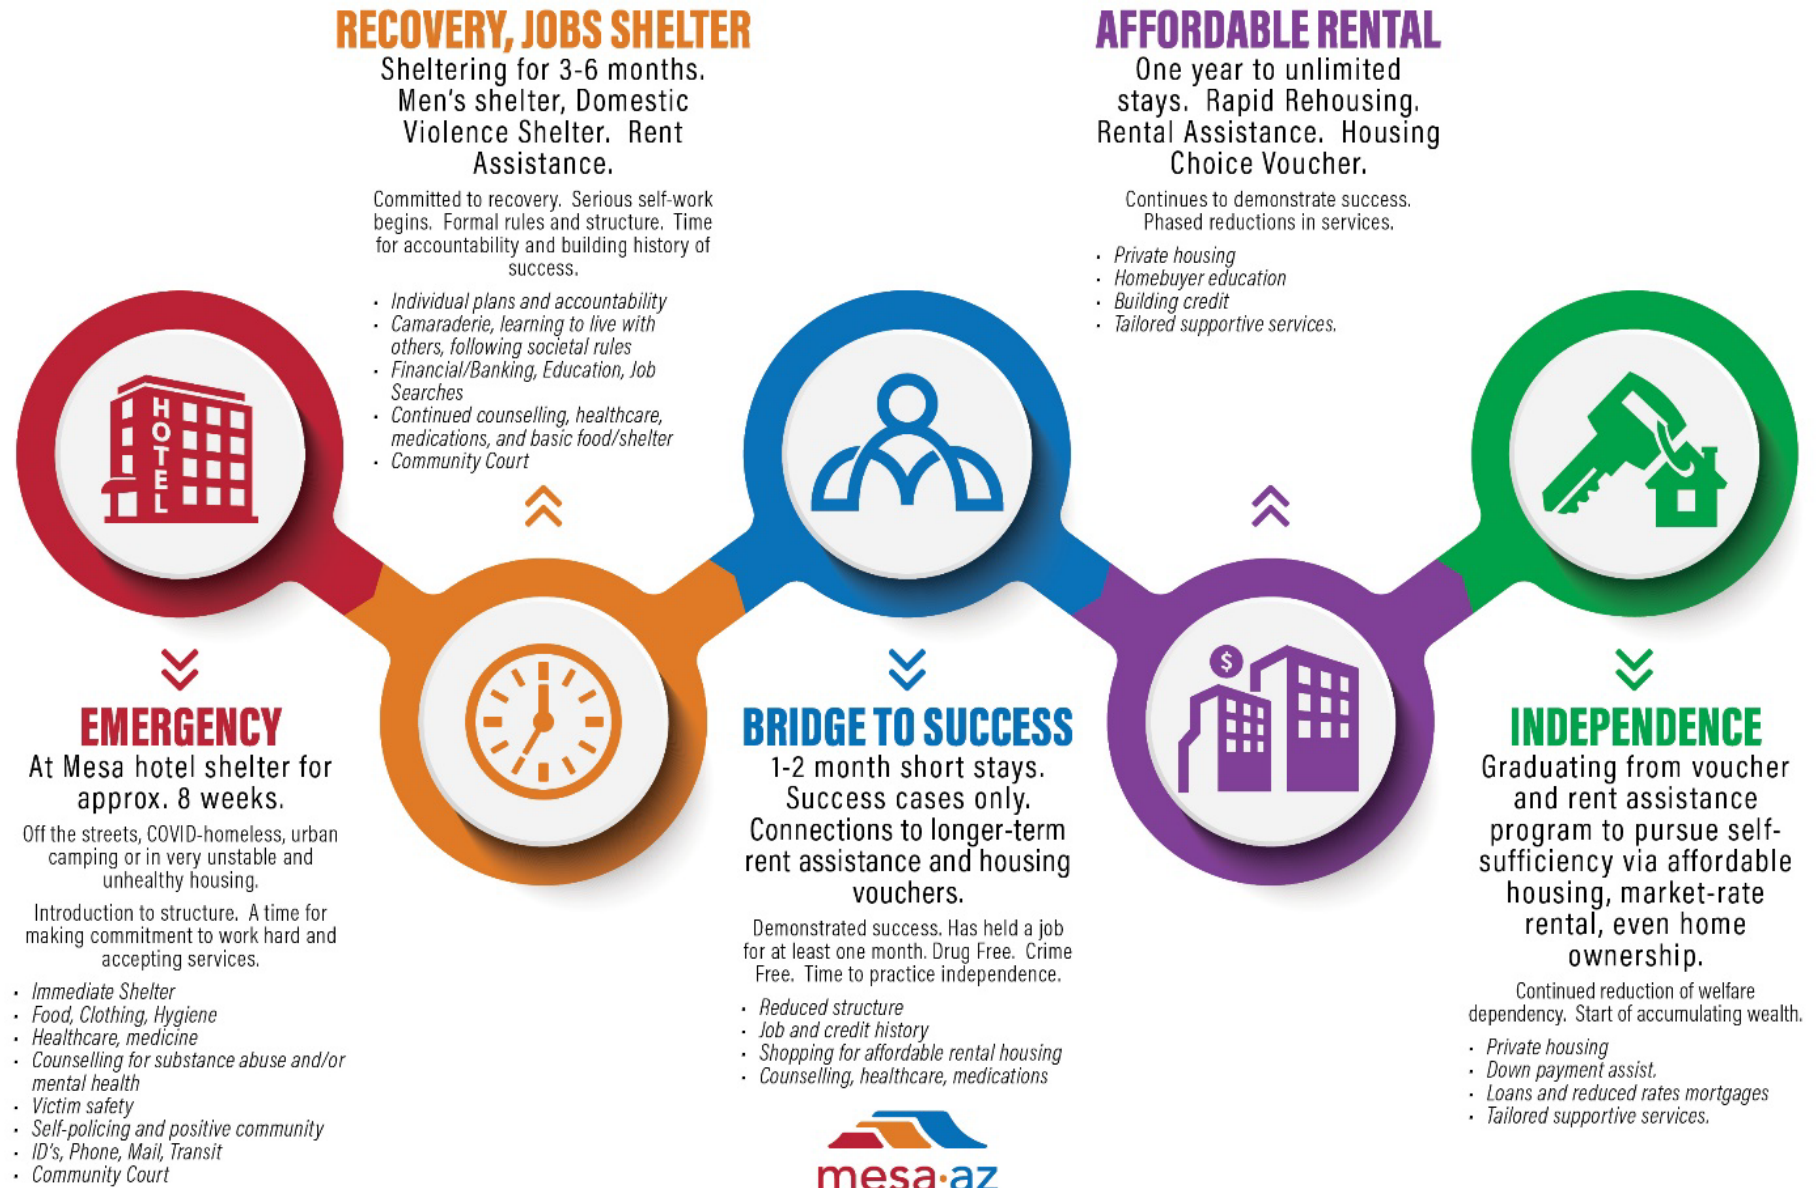 RECOVERY, JOBS SHELTER
Sheltering for 3-6 months.
Men's shelter, Domestic
Violence Shelter. Rent
Assistance.
Committed to recovery. Serious self-work
begins. Formal rules and structure. Time
for accountability and building history of
success.
· Individual plans and accountability
· Camaraderie, learning to live with
others, following societal rules
· Financial/Banking, Education, Job
Searches
· Continued counselling, healthcare,
medications, and basic food/shelter
· Community Court
AFFORDABLE RENTAL
One year to unlimited
stays. Rapid Rehousing.
Rental Assistance. Housing
Choice Voucher.
Continues to demonstrate success.
Phased reductions in services.
· Private housing
· Homebuyer education
· Building credit
· Tailored supportive services.
HOTEL
$
EMERGENCY
At Mesa hotel shelter for
approx. 8 weeks.
Off the streets, COVID-homeless, urban
camping or in very unstable and
unhealthy housing.
Introduction to structure. A time for
making commitment to work hard and
accepting services.
· Immediate Shelter
· Food, Clothing, Hygiene
· Healthcare, medicine
· Counselling for substance abuse and/or
mental health
· Victim safety
· Self-policing and positive community
· ID's, Phone, Mail, Transit
· Community Court
BRIDGE TO SUCCESS
1-2 month short stays.
Success cases only.
Connections to longer-term
rent assistance and housing
vouchers.
Demonstrated success. Has held a job
for at least one month. Drug Free. Crime
Free. Time to practice independence.
· Reduced structure
· Job and credit history
· Shopping for affordable rental housing
· Counselling, healthcare, medications
mesa·az
INDEPENDENCE
Graduating from voucher
and rent assistance
program to pursue self-
sufficiency via affordable
housing, market-rate
rental, even home
ownership.
Continued reduction of welfare
dependency. Start of accumulating wealth.
· Private housing
· Down payment assist.
· Loans and reduced rates mortgages
· Tailored supportive services.